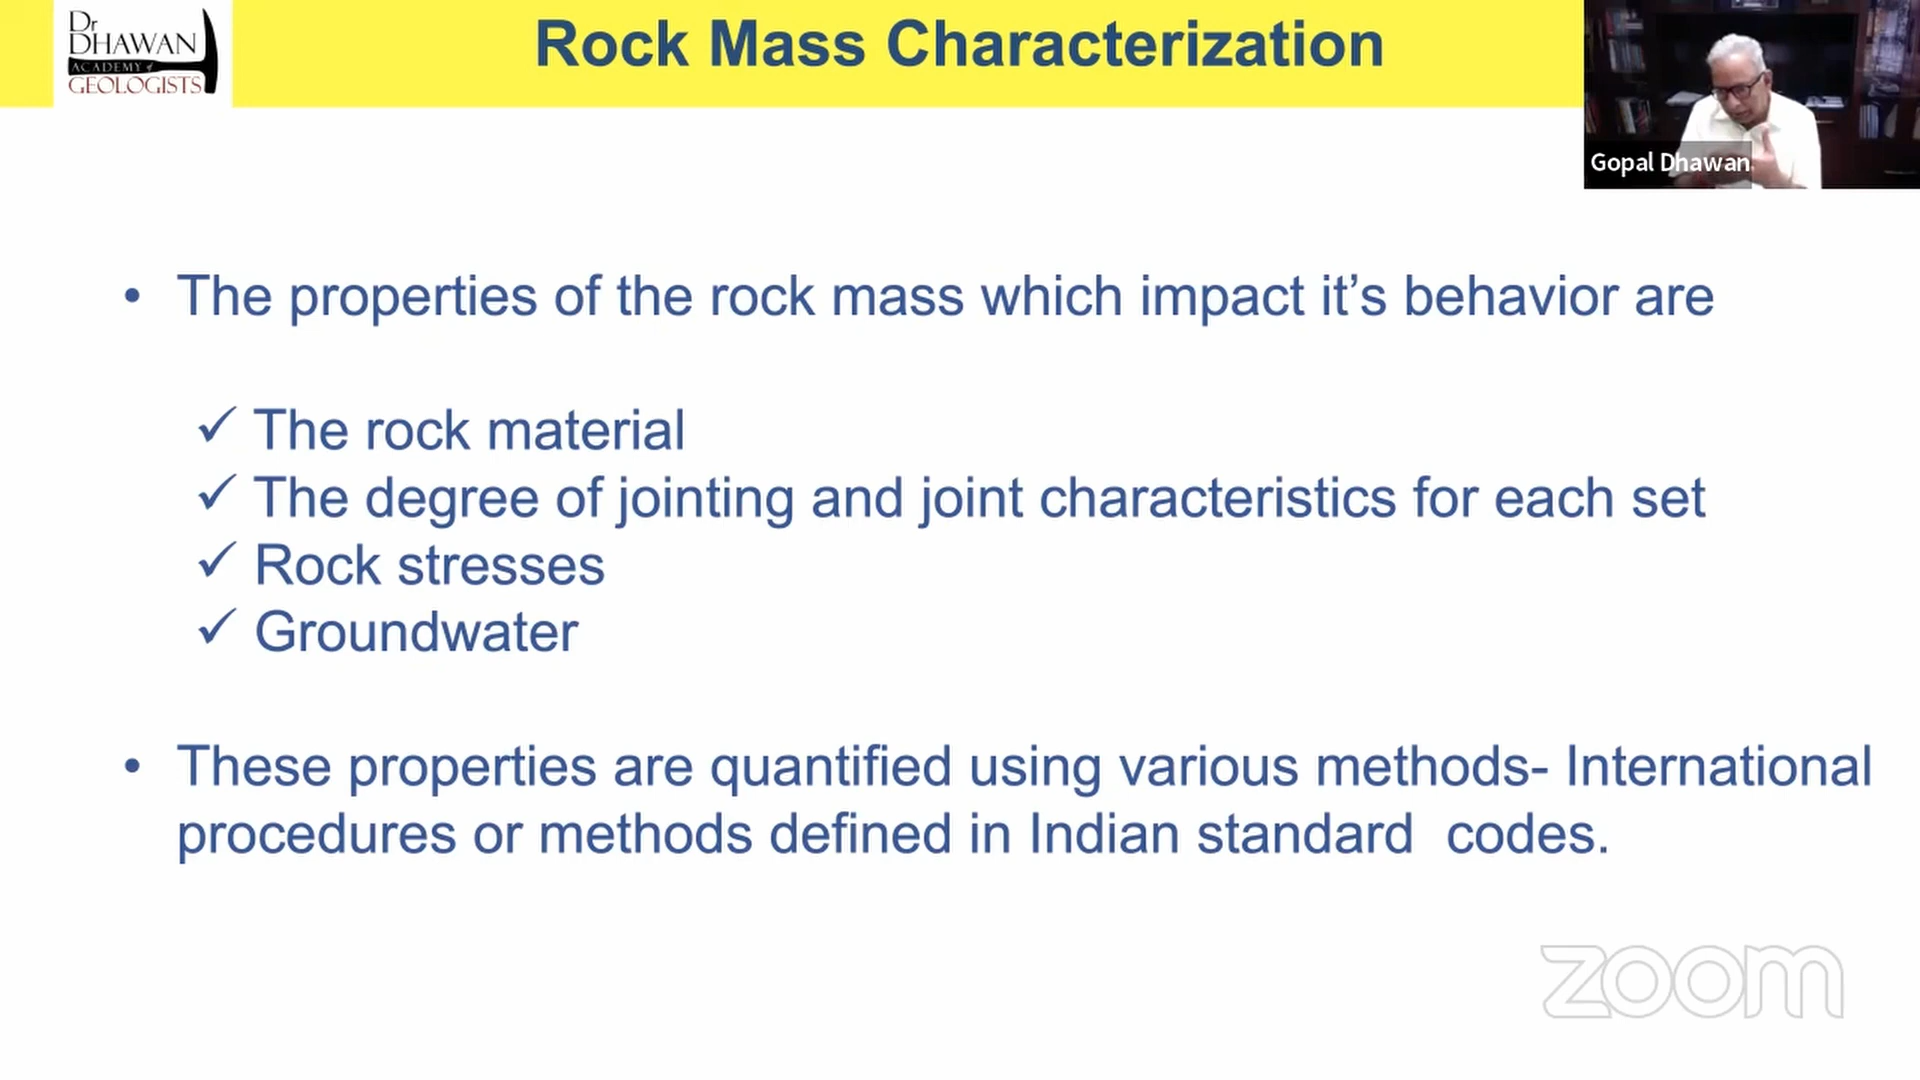 Dr
DHAWAN
ACADEMY of
GEOLOGISTS
Rock Mass Characterization
Gopal Dhawan
• The properties of the rock mass which impact it’s behavior are
✓ The rock material
✓ The degree of jointing and joint characteristics for each set
✓ Rock stresses
✓ Groundwater
• These properties are quantified using various methods- International
procedures or methods defined in Indian standard  codes.
zoom